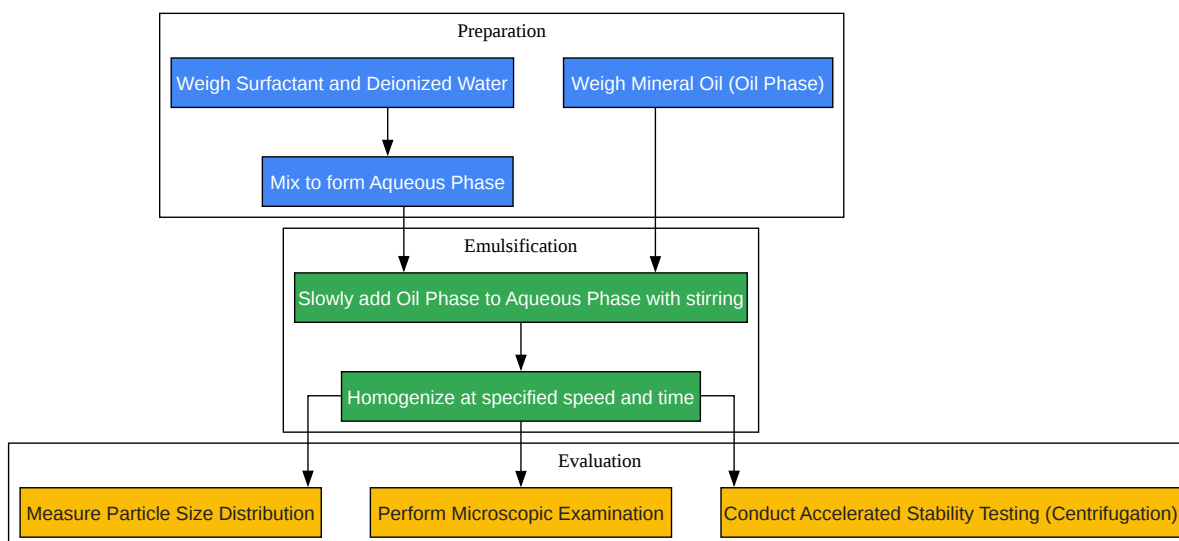 Preparation
Weigh Surfactant and Deionized Water
Weigh Mineral Oil (Oil Phase)
Mix to form Aqueous Phase
Emulsification
Slowly add Oil Phase to Aqueous Phase with stirring
Homogenize at specified speed and time
Evaluation
Measure Particle Size Distribution
Perform Microscopic Examination
Conduct Accelerated Stability Testing (Centrifugation)